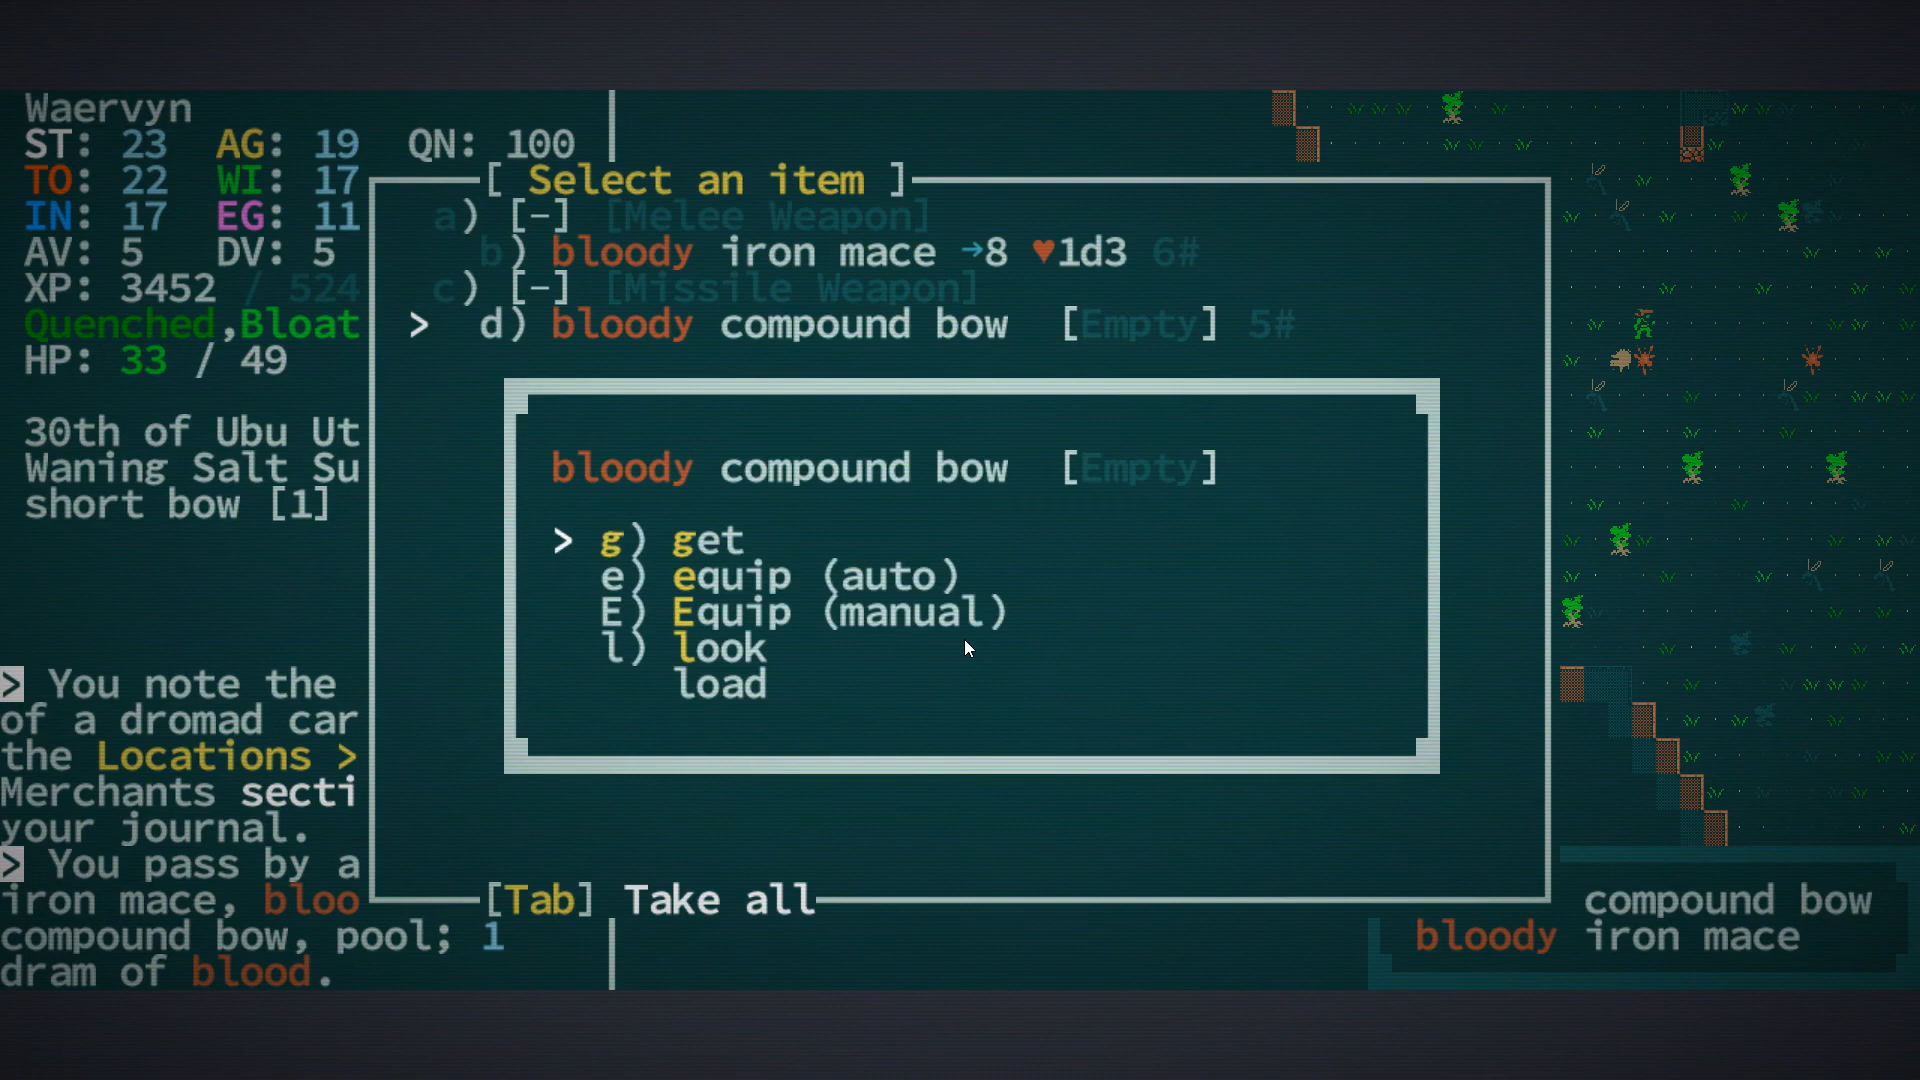 Waervyn
ST: 23 AG: 19 QN: 100
TO: 22 WI: 17
IN: 17 EG: 11
AV: 5 DV: 5
XP: 3452 / 524
Quenched,Bloat
HP: 33 / 49
30th of Ubu Ut
Waning Salt Su
short bow [1]
> You note the
of a dromad car
the Locations >
Merchants secti
your journal.
> You pass by a
iron mace, bloo
compound bow, pool; 1
dram of blood.
[ Select an item ]
a) [-] [Melee Weapon]
b) bloody iron mace →8 ♥1d3 6#
c) [-] [Missile Weapon]
> d) bloody compound bow [Empty] 5#
bloody compound bow [Empty]
> g) get
e) equip (auto)
E) Equip (manual)
l) look
load
[Tab] Take all
compound bow
bloody iron mace